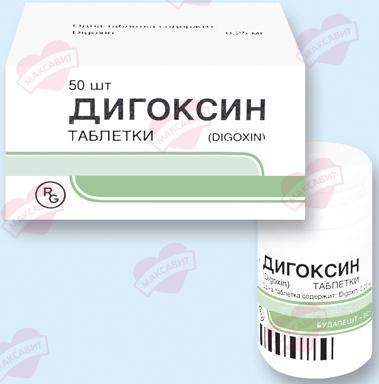 Одна таблетка содержит
Digoxin 0,25 мг
50 шт
ДИГОКСИН
ТАБЛЕТКИ (DIGOXIN)
RG
ДИГОКСИН
(Digoxin) ТАБЛЕТКИ
таблетка содержит: Digoxin
БУДАПЕШТ
МАКСАВИТ